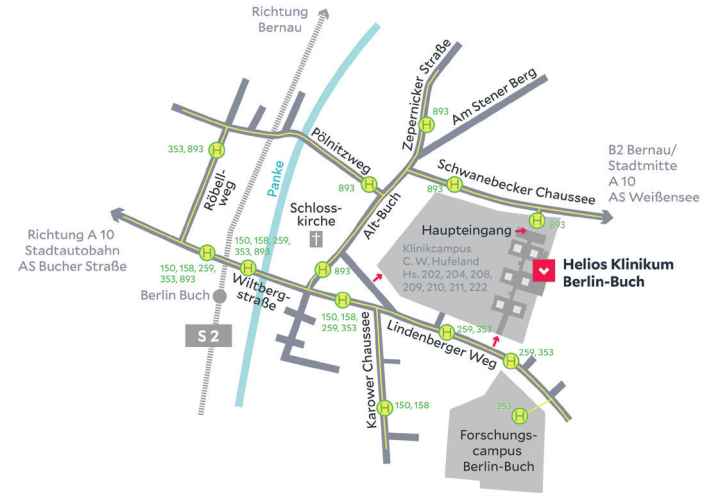 Richtung
Bernau
Zepernicker Straße
Am Stener Berg
893
H
353, 893
H
Pölnitzweg
B2 Bernau/
Stadtmitte
A 10
AS Weißensee
Panke
Schwanebecker Chaussee
893
H
893
H
Röbell-
weg
Schloss-
kirche
Alt-Buch
Haupteingang
H
893
Richtung A 10
Stadtautobahn
AS Bucher Straße
150, 158, 259,
353, 893
H
H
150, 158, 259,
353, 893
Klinikcampus
C. W. Hufeland
Hs. 202, 204, 208,
209, 210, 211, 222
Helios Klinikum
Berlin-Buch
H
893
Wiltberg-
straße
Berlin Buch
H
150, 158,
259, 353
S 2
Karower Chaussee
Lindenberger Weg
H
259, 353
H
259, 353
H
150, 158
353
H
Forschungs-
campus
Berlin-Buch